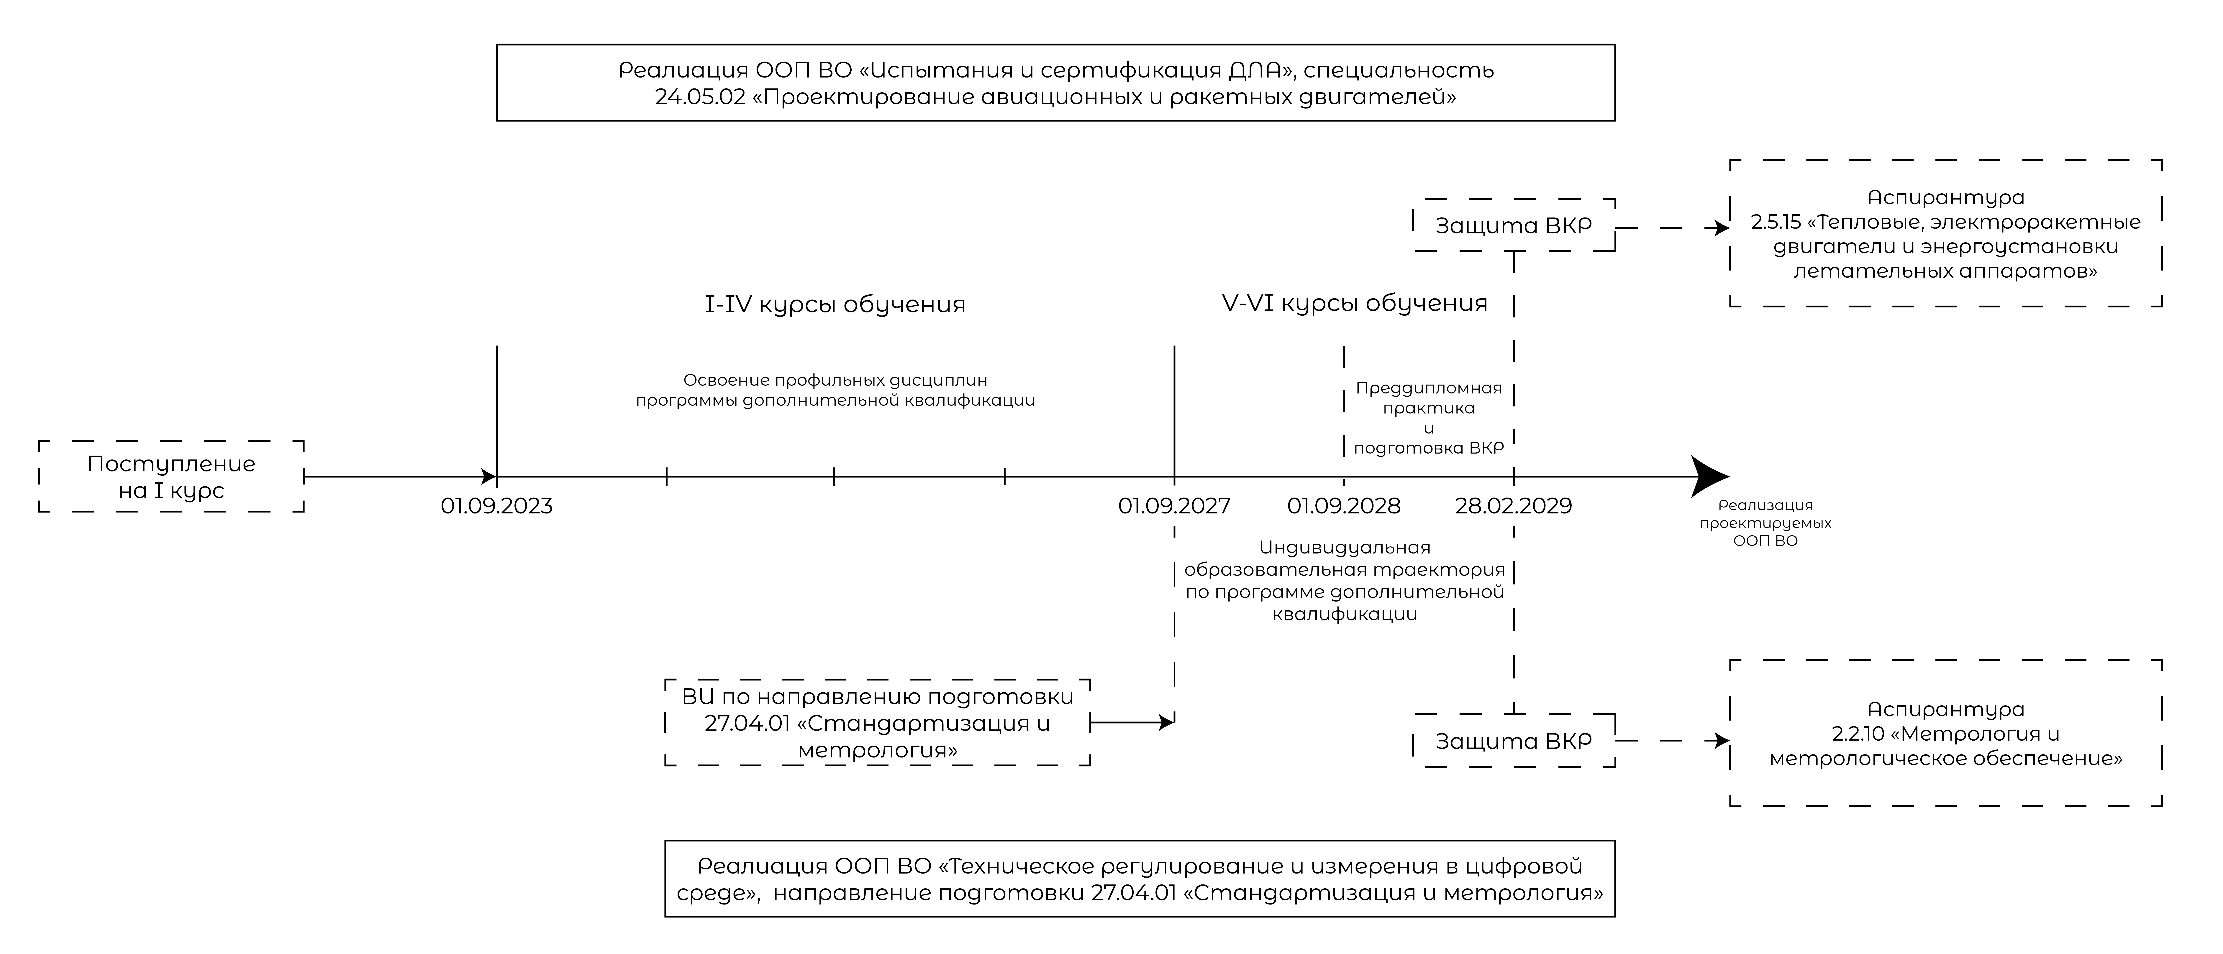 Реалиация ООП ВО «Испытания и сертификация ДЛА», специальность
24.05.02 «Проектирование авиационных и ракетных двигателей»
Аспирантура
2.5.15 «Тепловые, электроракетные
двигатели и энергоустановки
летательных аппаратов»
Защита ВКР
I-IV курсы обучения
V-VI курсы обучения
Освоение профильных дисциплин
программы дополнительной квалификации
Преддипломная
практика
и
подготовка ВКР
Поступление
на I курс
01.09.2023
01.09.2027
01.09.2028
28.02.2029
Реализация
проектируемых
ООП ВО
Индивидуальная
образовательная траектория
по программе дополнительной
квалификации
ВИ по направлению подготовки
27.04.01 «Стандартизация и
метрология»
Защита ВКР
Аспирантура
2.2.10 «Метрология и
метрологическое обеспечение»
Реалиация ООП ВО «Техническое регулирование и измерения в цифровой
среде», направление подготовки 27.04.01 «Стандартизация и метрология»